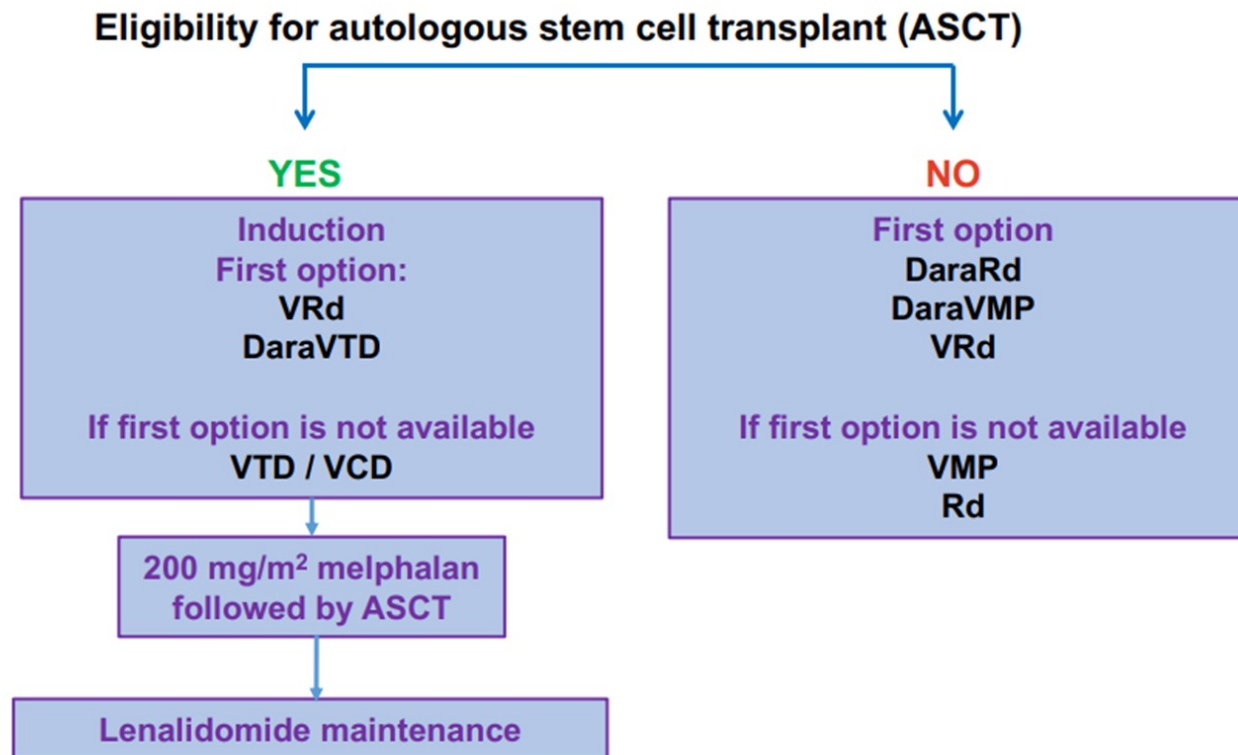 Eligibility for autologous stem cell transplant (ASCT)
YES
Induction
First option:
VRd
DaraVTD
If first option is not available
VTD / VCD
200 mg/m² melphalan
followed by ASCT
Lenalidomide maintenance
NO
First option
DaraRd
DaraVMP
VRd
If first option is not available
VMP
Rd